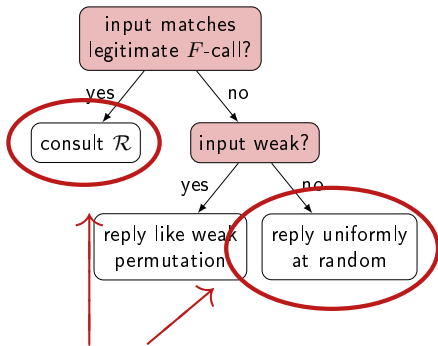 input matches
legitimate F-call?
yes
no
consult R
input weak?
yes
no
reply like weak
permutation
reply uniformly
at random